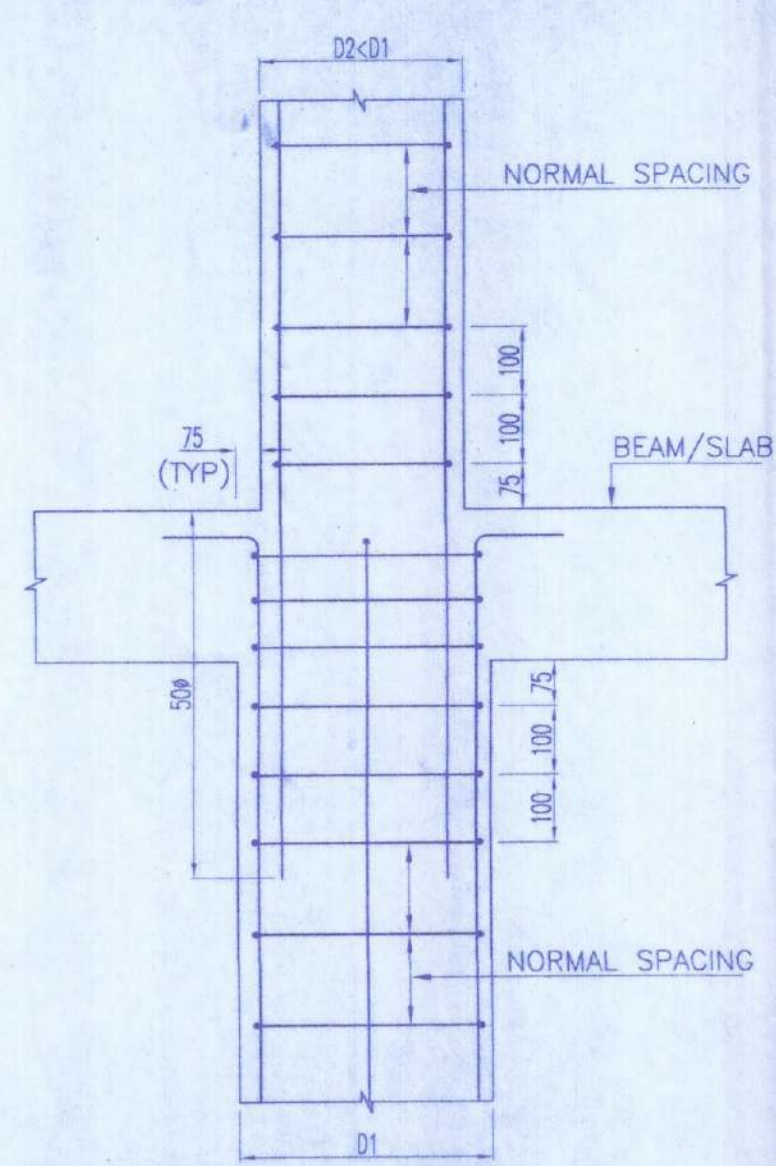 D2<D1
NORMAL SPACING
100
100
75
75
(TYP)
BEAM/SLAB
50ø
75
100
100
NORMAL SPACING
D1